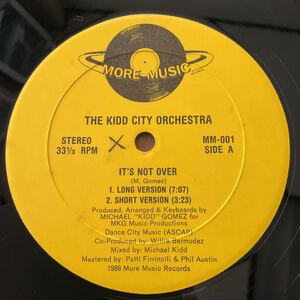 MORE MUSIC
THE KIDD CITY ORCHESTRA
STEREO
33⅓ RPM
MM-001
SIDE A
IT'S NOT OVER
(M. Gomez)
1. LONG VERSION (7:07)
2. SHORT VERSION (3:23)
Produced, Arranged & Keyboards by
MICHAEL "KIDD" GOMEZ for
MKG Music Productions
Dance City Music (ASCAP)
Co-Produced by: Willie Bermudez
Mixed by: Michael Kidd
Mastered by: Patti Firrincili & Phil Austin
1988 More Music Records